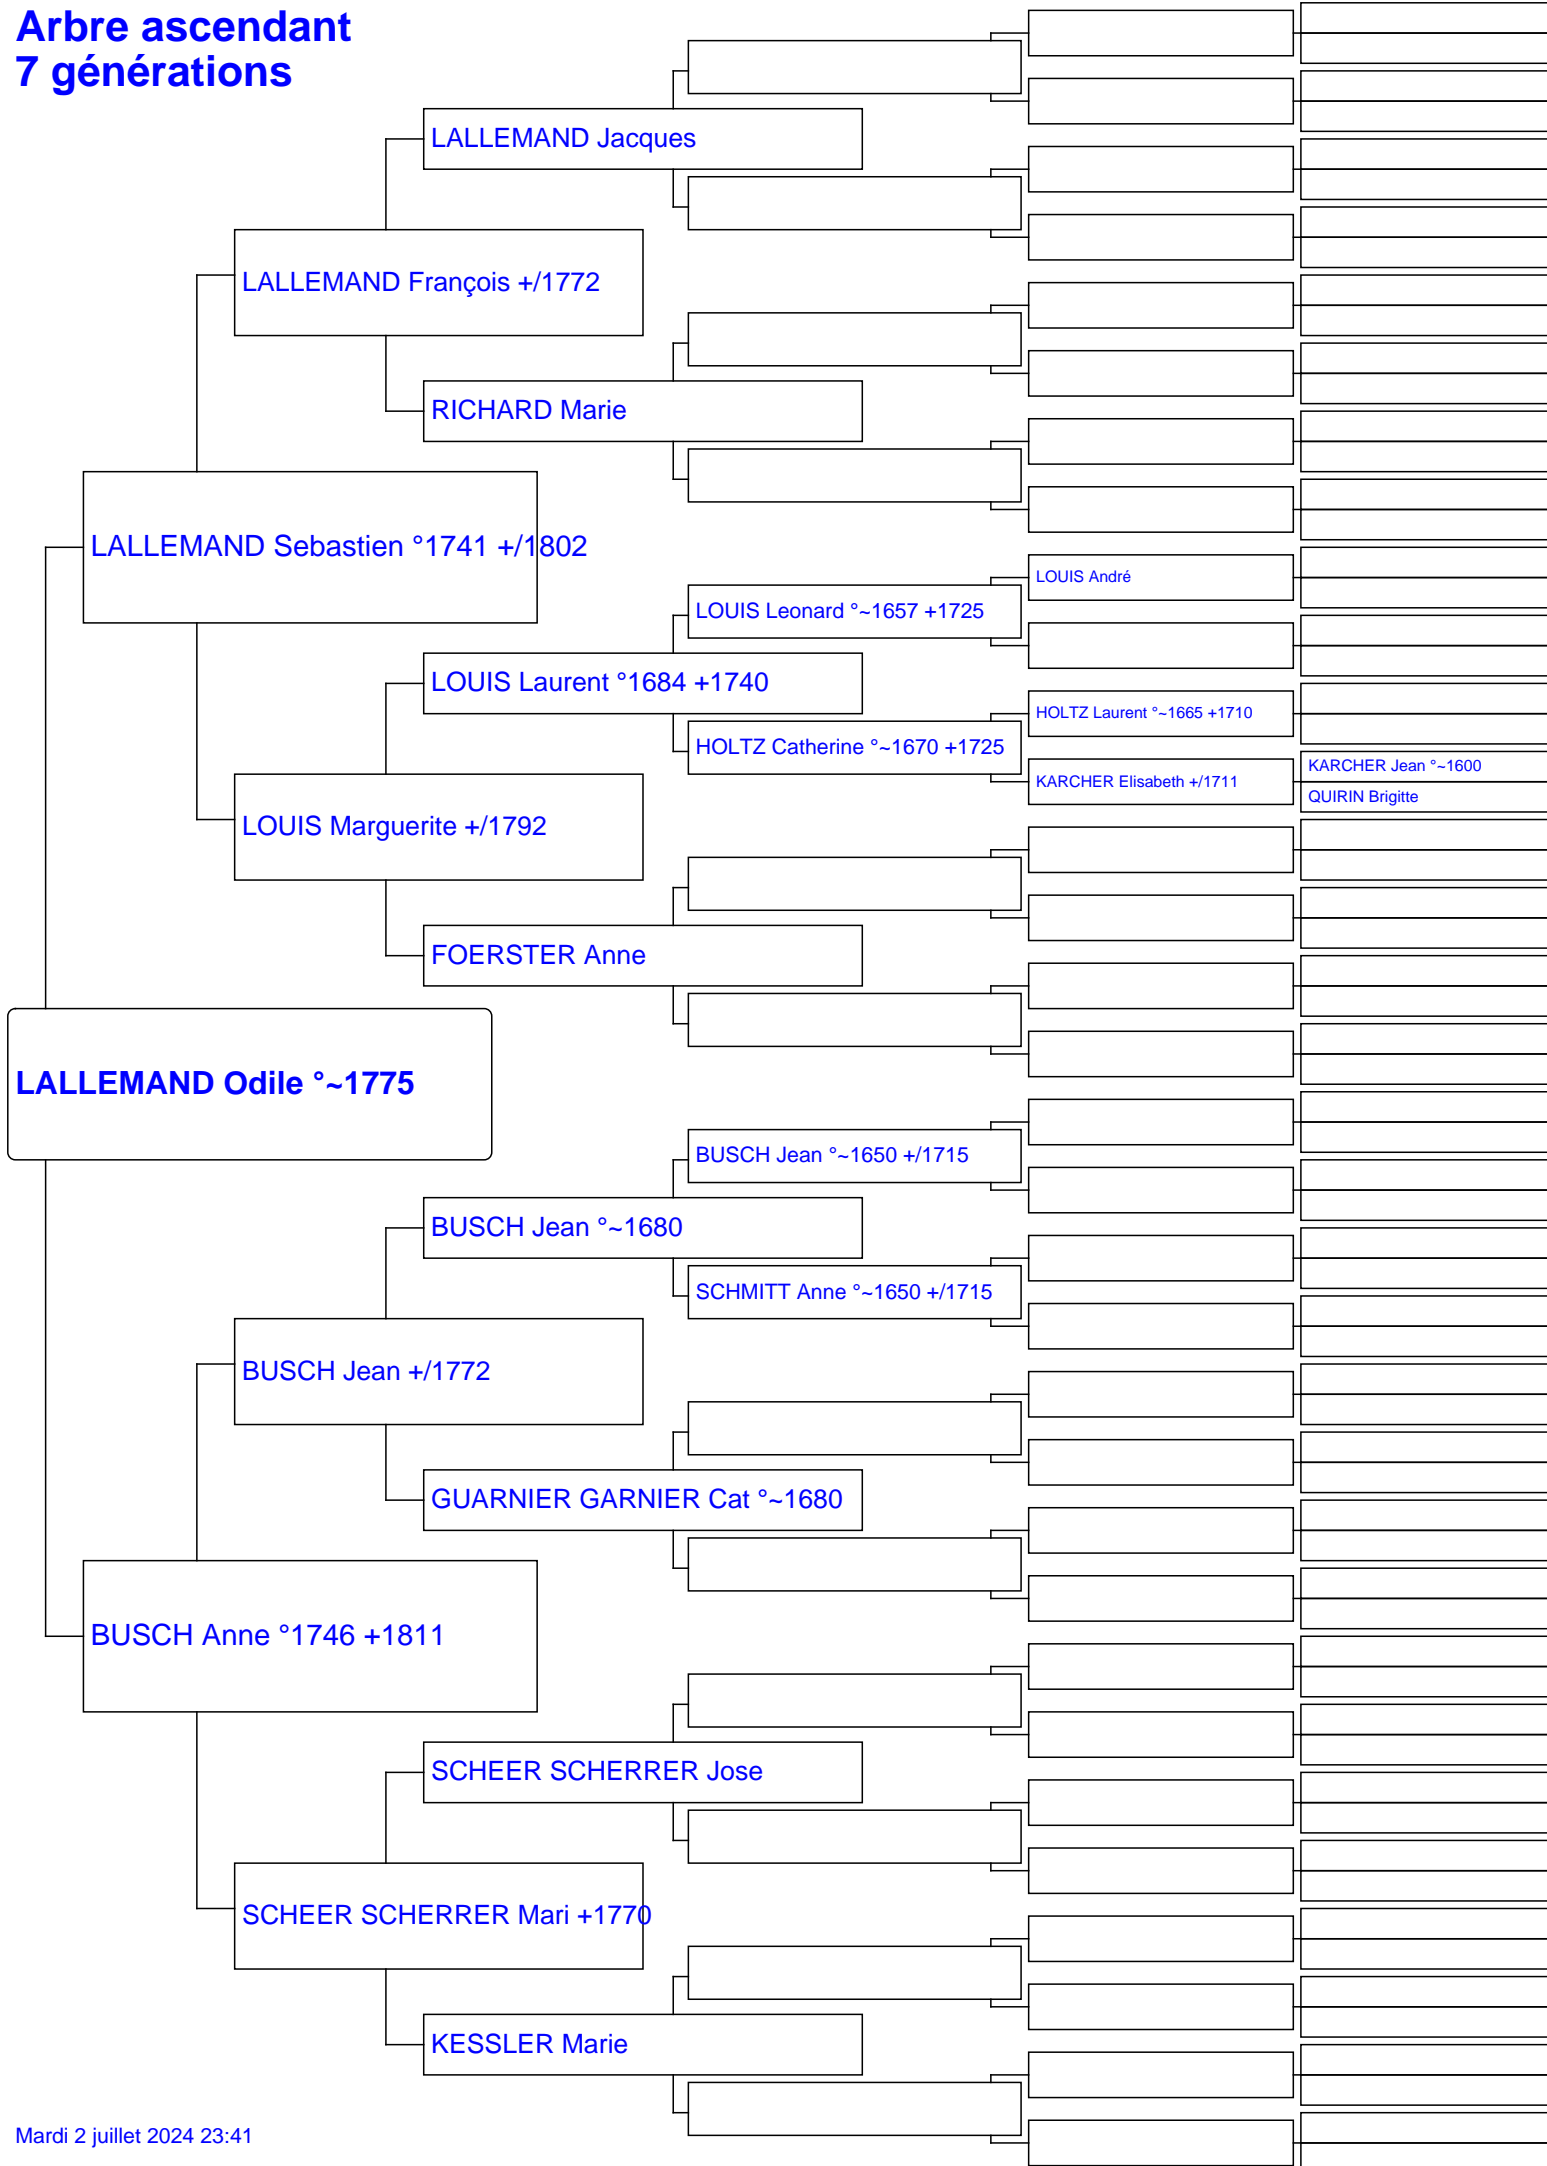 Arbre ascendant
7 générations
LALLEMAND Jacques
LALLEMAND François +/1772
RICHARD Marie
LALLEMAND Sebastien °1741 +/1802
LOUIS André
LOUIS Leonard °~1657 +1725
LOUIS Laurent °1684 +1740
HOLTZ Laurent °~1665 +1710
HOLTZ Catherine °~1670 +1725
KARCHER Jean °~1600
KARCHER Elisabeth +/1711
QUIRIN Brigitte
LOUIS Marguerite +/1792
FOERSTER Anne
LALLEMAND Odile °~1775
BUSCH Jean °~1650 +/1715
BUSCH Jean °~1680
SCHMITT Anne °~1650 +/1715
BUSCH Jean +/1772
GUARNIER GARNIER Cat °~1680
BUSCH Anne °1746 +1811
SCHEER SCHERRER Jose
SCHEER SCHERRER Mari +1770
KESSLER Marie
Mardi 2 juillet 2024 23:41